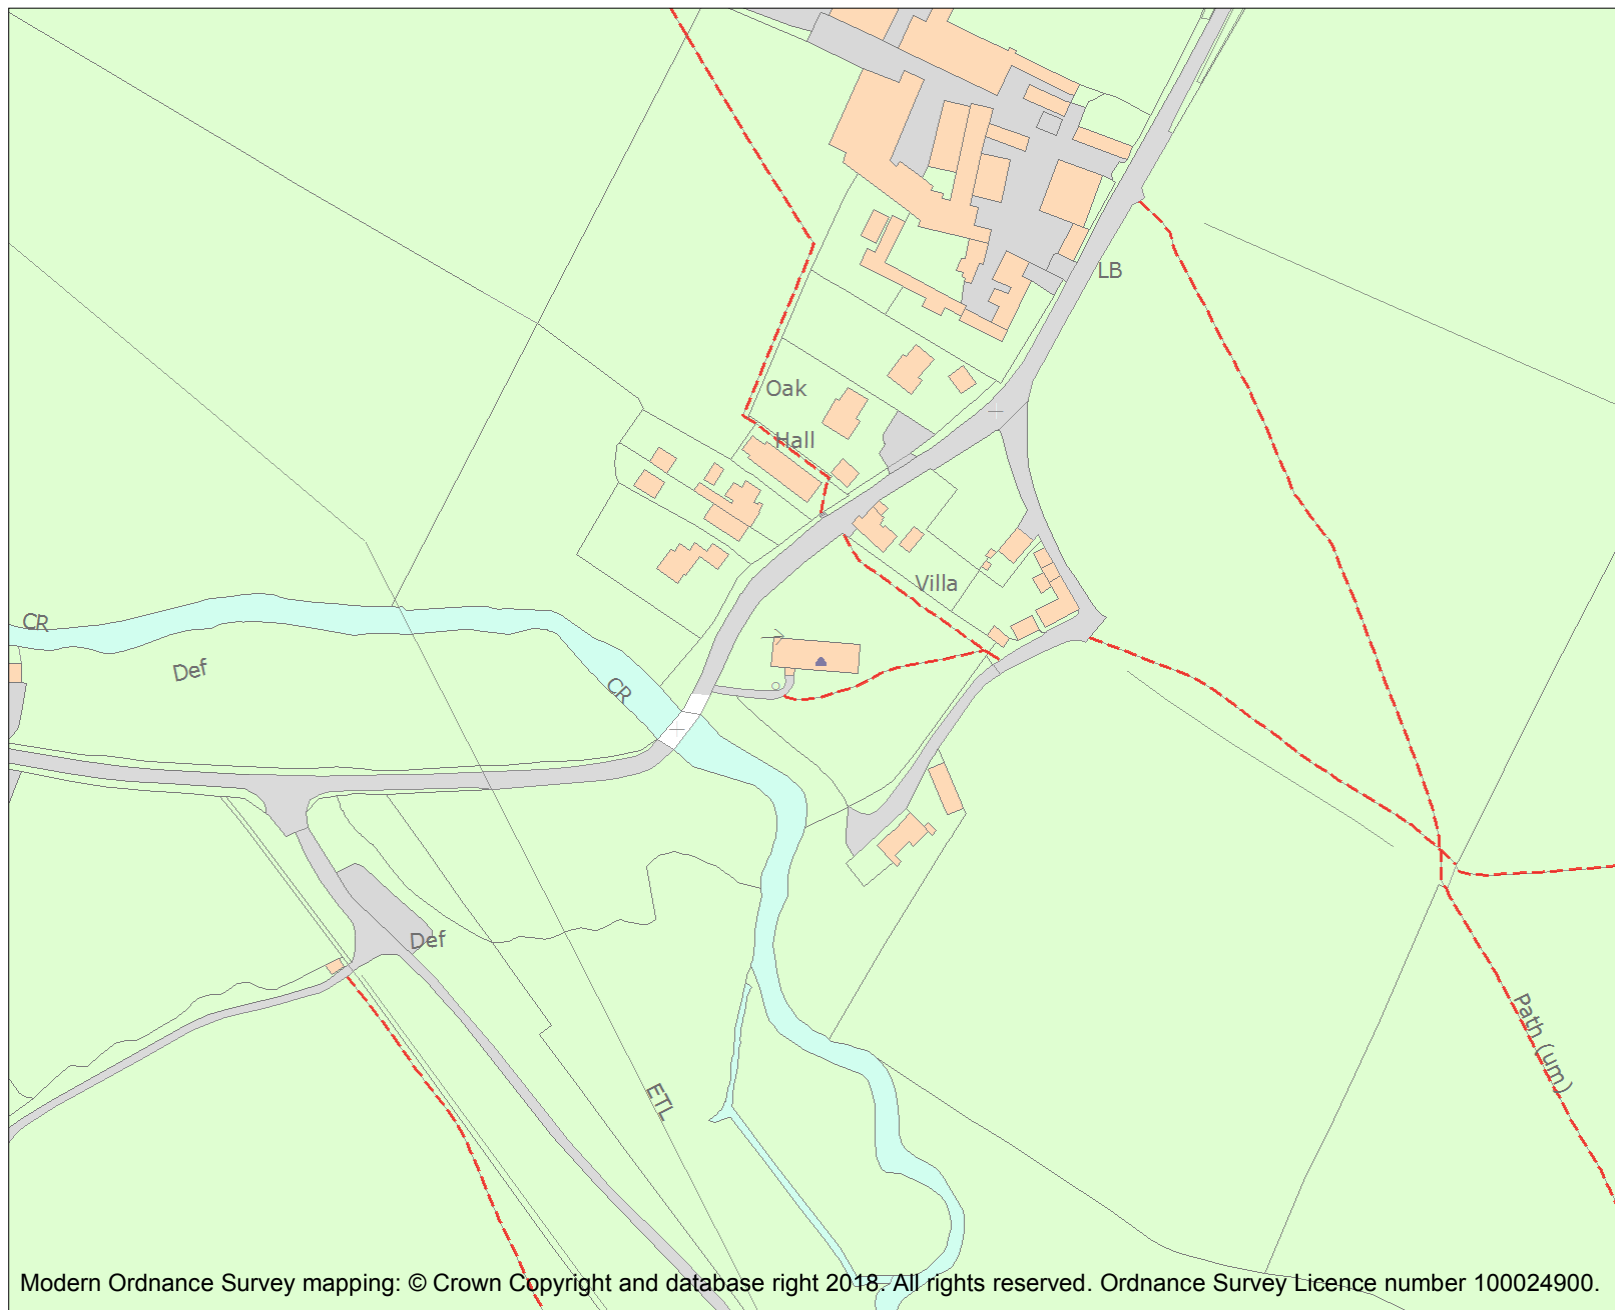 LB
Oak
Hall
Villa
CR
Def
CR
Def
Path (um)
ETL
Modern Ordnance Survey mapping: © Crown Copyright and database right 2018. All rights reserved. Ordnance Survey Licence number 100024900.